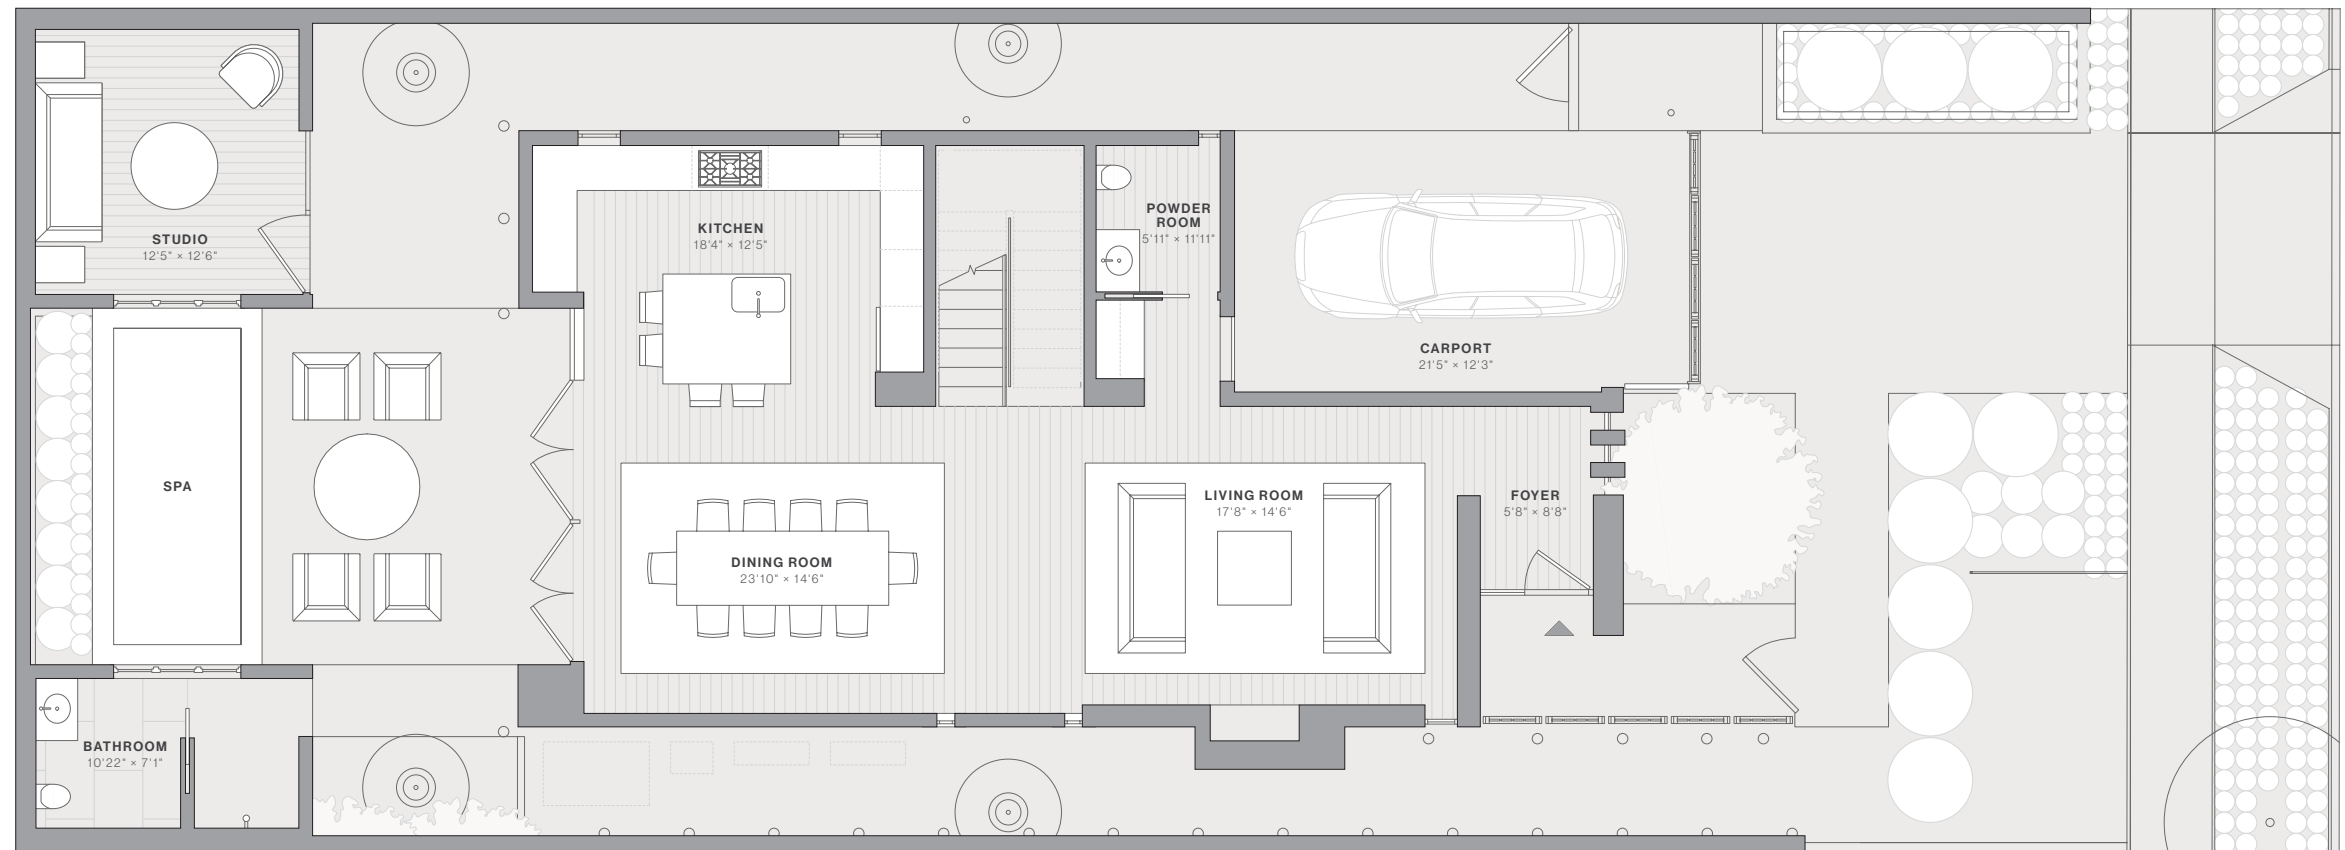 STUDIO
12'5" × 12'6"
KITCHEN
18'4" × 12'5"
POWDER
ROOM
5'11" × 11'11"
CARPORT
21'5" × 12'3"
SPA
LIVING ROOM
17'8" × 14'6"
FOYER
5'8" × 8'8"
DINING ROOM
23'10" × 14'6"
BATHROOM
10'22" × 7'1"